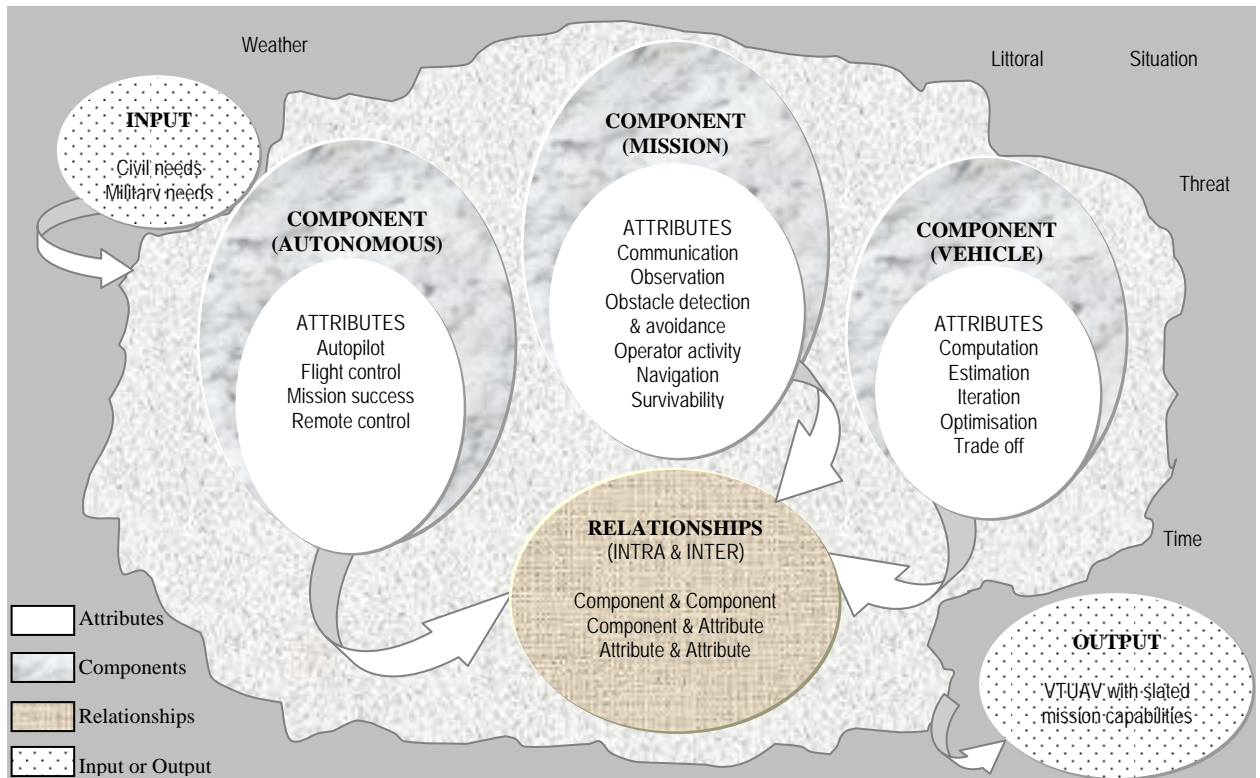 Weather
Littoral
Situation
Threat
Time
INPUT
Civil needs
Military needs
COMPONENT
(AUTONOMOUS)
ATTRIBUTES
Autopilot
Flight control
Mission success
Remote control
COMPONENT
(MISSION)
ATTRIBUTES
Communication
Observation
Obstacle detection
& avoidance
Operator activity
Navigation
Survivability
COMPONENT
(VEHICLE)
ATTRIBUTES
Computation
Estimation
Iteration
Optimisation
Trade off
RELATIONSHIPS
(INTRA & INTER)
Component & Component
Component & Attribute
Attribute & Attribute
OUTPUT
VTUAV with slated
mission capabilities
Attributes
Components
Relationships
Input or Output